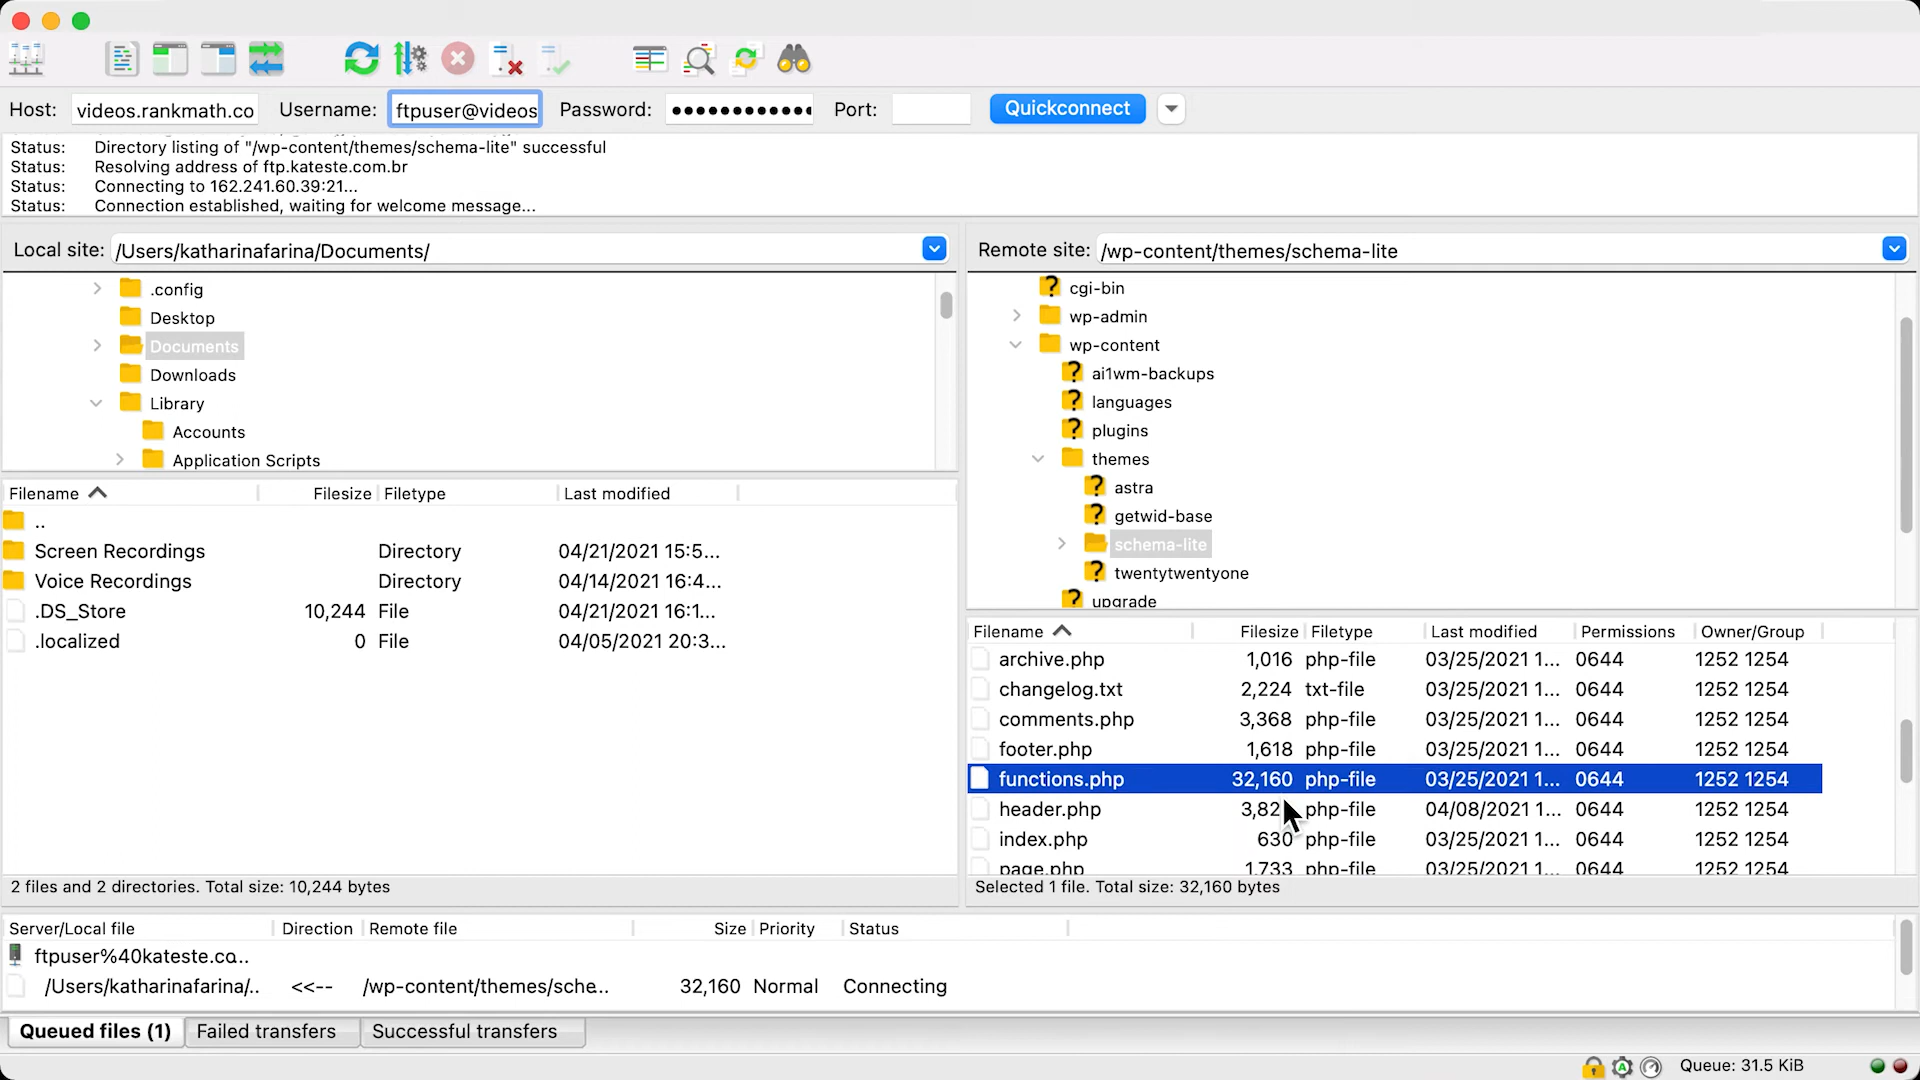 Host: videos.rankmath.co Username: ftpuser@videos Password: ●●●●●●●●●●●● Port: Quickconnect
Status: Directory listing of "/wp-content/themes/schema-lite" successful
Status: Resolving address of ftp.kateste.com.br
Status: Connecting to 162.241.60.39:21...
Status: Connection established, waiting for welcome message...
Local site: /Users/katharinafarina/Documents/
.config
Desktop
Documents
Downloads
Library
Accounts
Application Scripts
Filename Filesize Filetype Last modified
..
Screen Recordings Directory 04/21/2021 15:5...
Voice Recordings Directory 04/14/2021 16:4...
.DS_Store 10,244 File 04/21/2021 16:1...
.localized 0 File 04/05/2021 20:3...
2 files and 2 directories. Total size: 10,244 bytes
Remote site: /wp-content/themes/schema-lite
cgi-bin
wp-admin
wp-content
ai1wm-backups
languages
plugins
themes
astra
getwid-base
schema-lite
twentytwentyone
upgrade
Filename Filesize Filetype Last modified Permissions Owner/Group
archive.php 1,016 php-file 03/25/2021 1... 0644 1252 1254
changelog.txt 2,224 txt-file 03/25/2021 1... 0644 1252 1254
comments.php 3,368 php-file 03/25/2021 1... 0644 1252 1254
footer.php 1,618 php-file 03/25/2021 1... 0644 1252 1254
functions.php 32,160 php-file 03/25/2021 1... 0644 1252 1254
header.php php-file 04/08/2021 1... 0644 1252 1254
index.php 630 php-file 03/25/2021 1... 0644 1252 1254
page.php 1,733 php-file 03/25/2021 1... 0644 1252 1254
Selected 1 file. Total size: 32,160 bytes
Server/Local file Direction Remote file Size Priority Status
ftpuser%40kateste.co...
/Users/katharinafarina/.. <<-- /wp-content/themes/sche... 32,160 Normal Connecting
Queued files (1) Failed transfers Successful transfers
Queue: 31.5 KiB